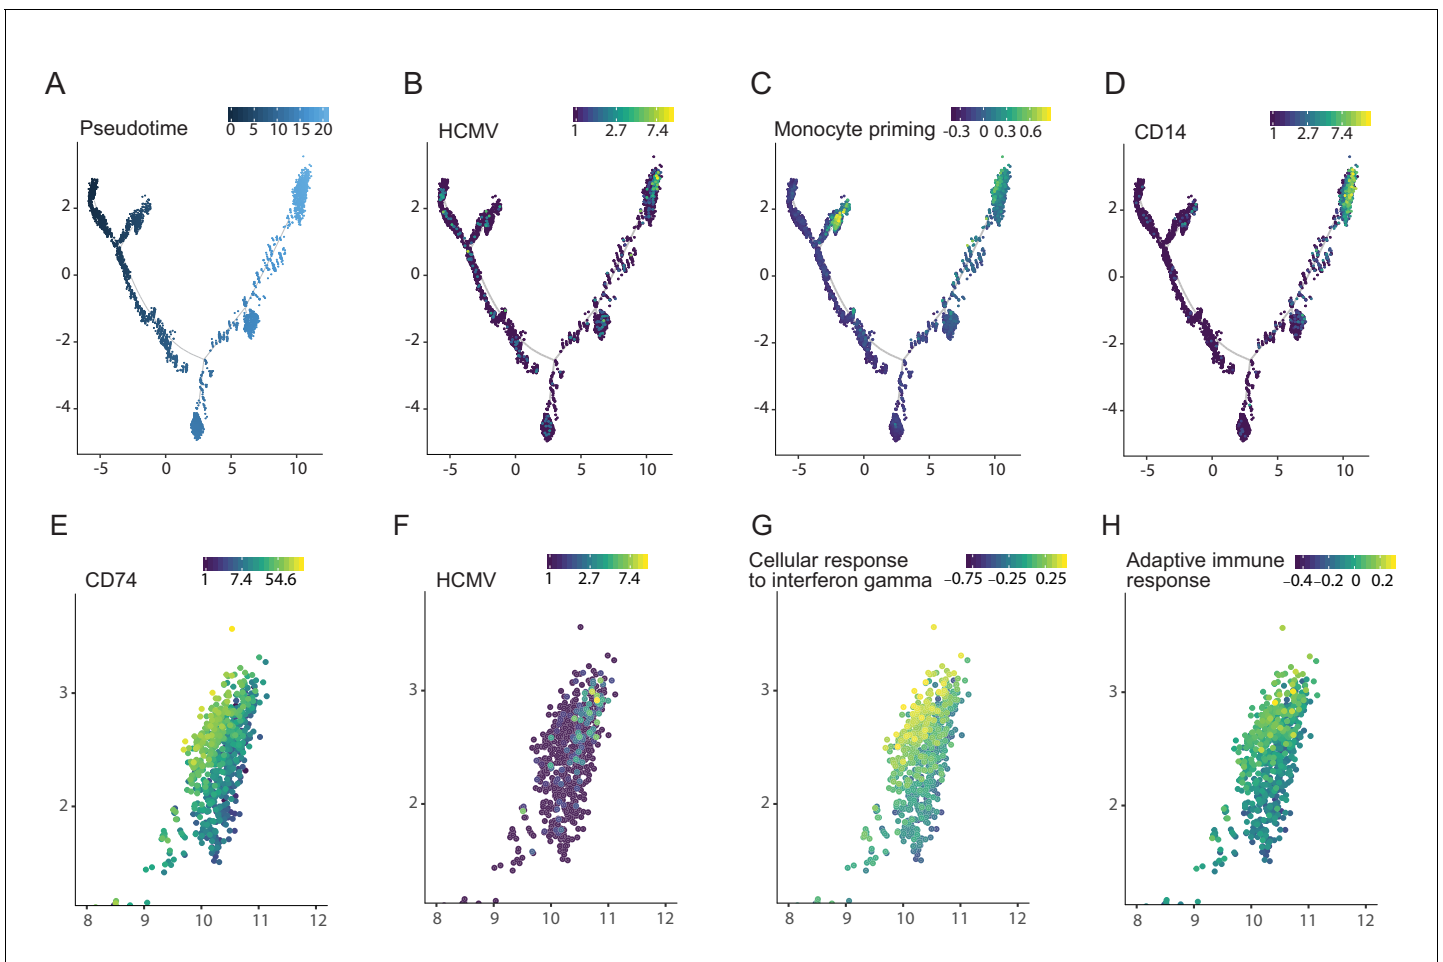 A
B
C
D
Pseudotime
0 5 10 15 20
HCMV
1 2.7 7.4
Monocyte priming
-0.3 0 0.3 0.6
CD14
1 2.7 7.4
2
0
-2
-4
-5 0 5 10
2
0
-2
-4
-5 0 5 10
2
0
-2
-4
-5 0 5 10
2
0
-2
-4
-5 0 5 10
E
F
G
H
CD74
1 7.4 54.6
HCMV
1 2.7 7.4
Cellular response
to interferon gamma
−0.75 −0.25 0.25
Adaptive immune
response
−0.4 −0.2 0 0.2
3
2
8 9 10 11 12
3
2
8 9 10 11 12
3
2
8 9 10 11 12
3
2
8 9 10 11 12